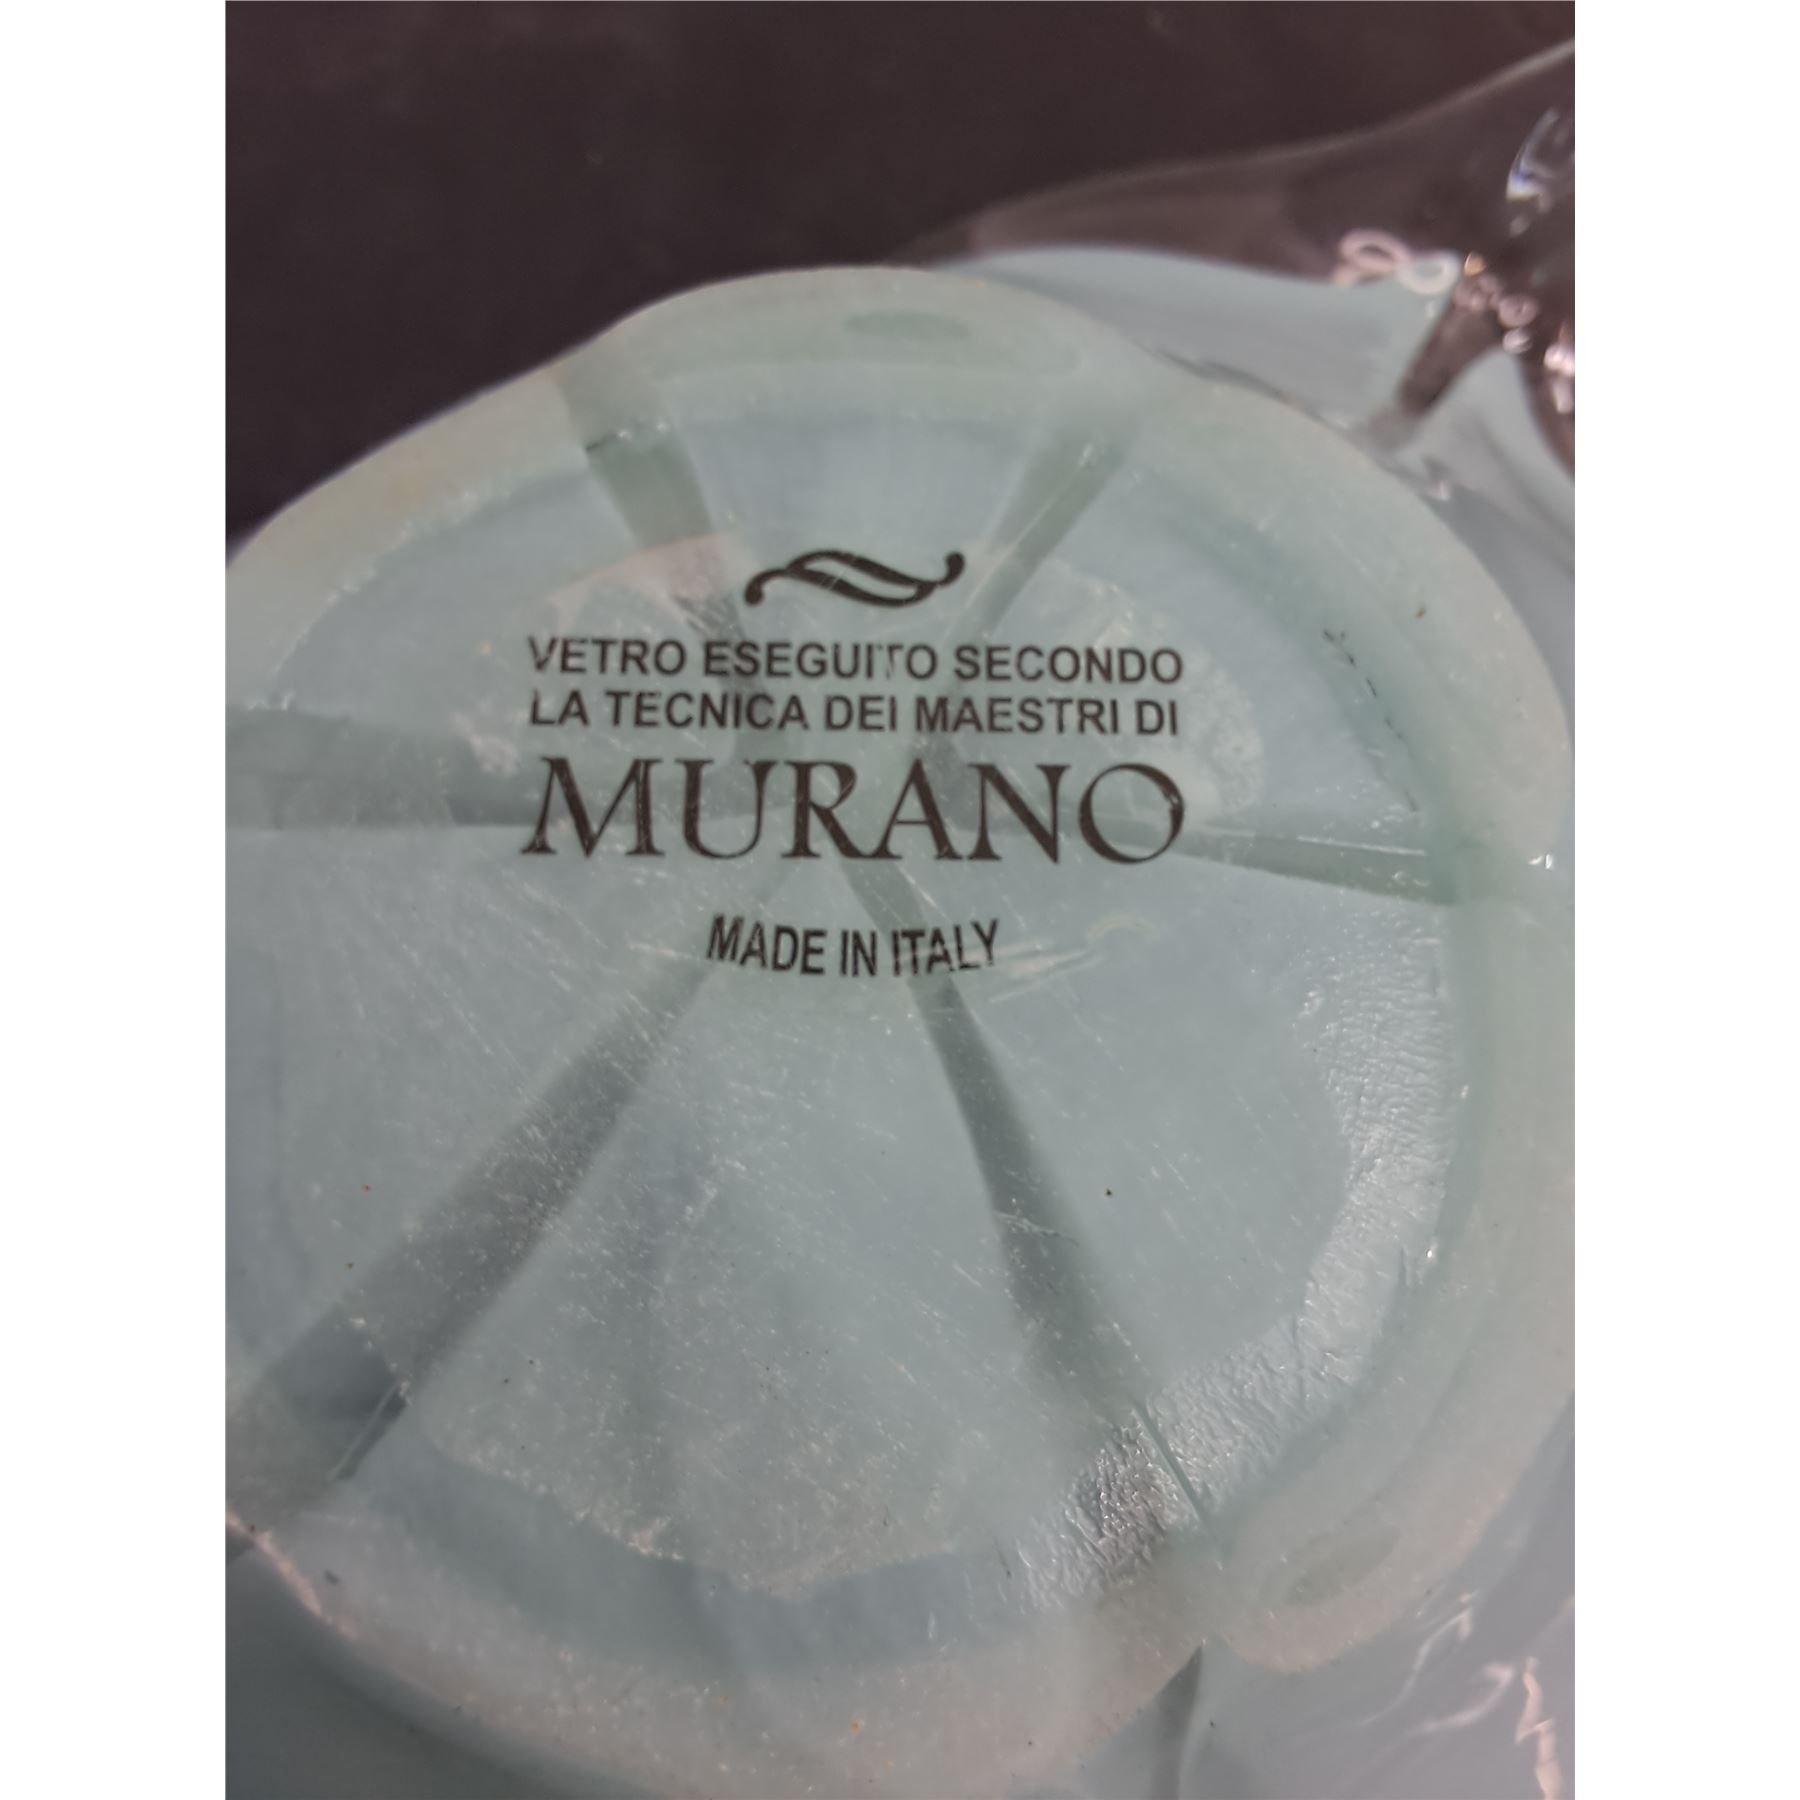 VETRO ESEGUITO SECONDO
LA TECNICA DEI MAESTRI DI
MURANO
MADE IN ITALY